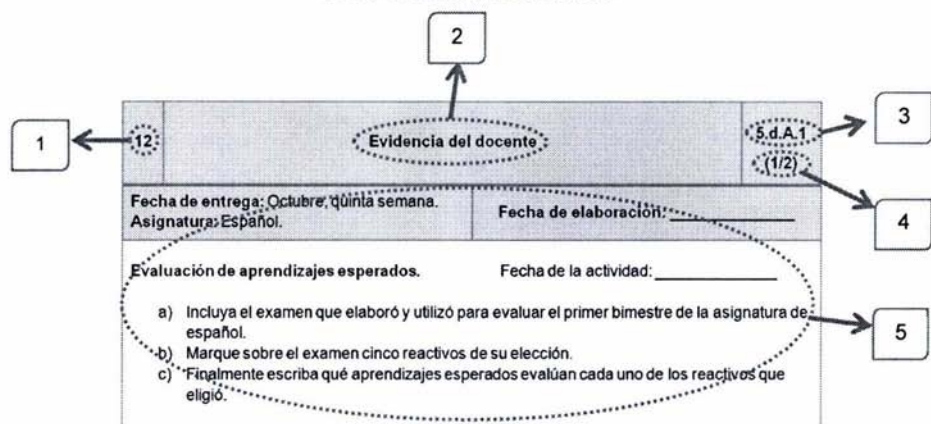 2
1
12
Evidencia del docente
5.d.A.1
3
(1/2)
4
Fecha de entrega: Octubre, quinta semana.
Asignatura: Español.
Fecha de elaboración: ____________
Evaluación de aprendizajes esperados.
Fecha de la actividad: ____________
5
a) Incluya el examen que elaboró y utilizó para evaluar el primer bimestre de la asignatura de
español.
b) Marque sobre el examen cinco reactivos de su elección.
c) Finalmente escriba qué aprendizajes esperados evalúan cada uno de los reactivos que
eligió.